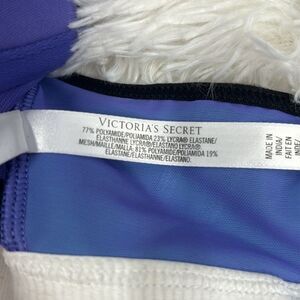 VICTORIA'S SECRET
77% POLYAMIDE/POLIAMIDA 23% LYCRA® ELASTANE/
ELASTHANNE LYCRA®/ELASTANO LYCRA®
MESH/MAILLE/MALLA: 81% POLYAMIDE/POLIAMIDA 19%
ELASTANE/ELASTHANNE/ELASTANO.
MADE IN
INDIA/
FAIT EN
INDE/